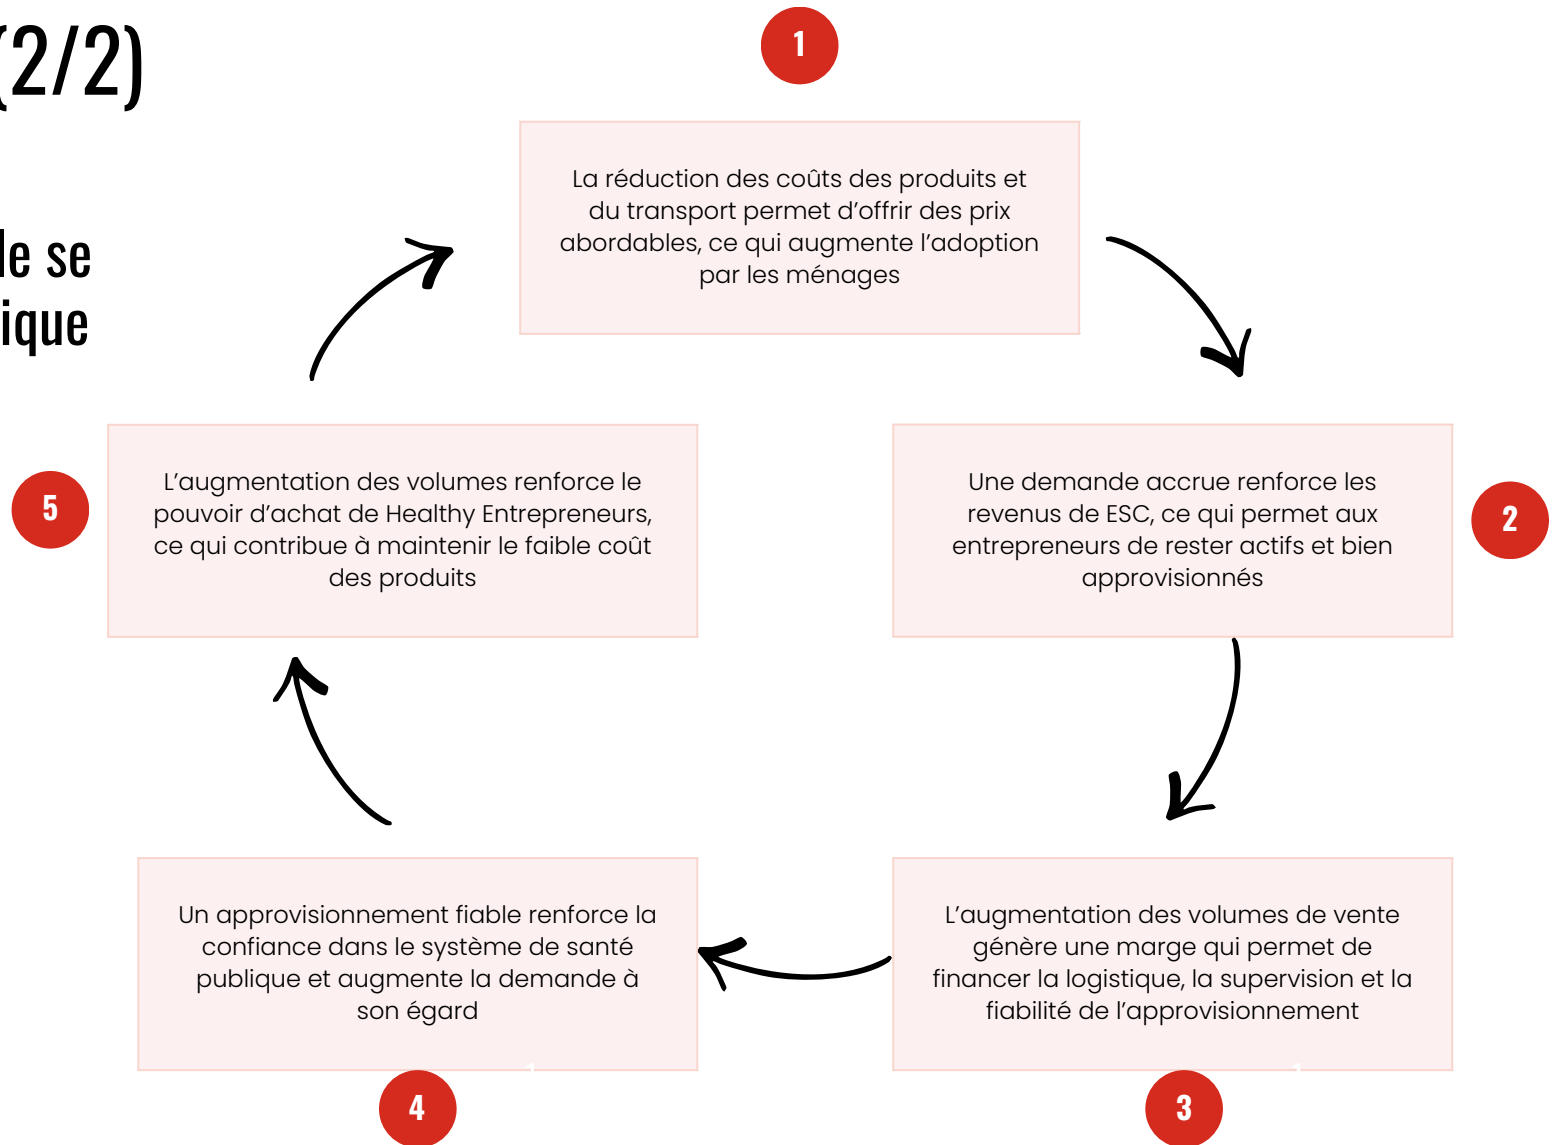 (2/2)
le se
ique
1
La réduction des coûts des produits et
du transport permet d’offrir des prix
abordables, ce qui augmente l’adoption
par les ménages
2
Une demande accrue renforce les
revenus de ESC, ce qui permet aux
entrepreneurs de rester actifs et bien
approvisionnés
3
L’augmentation des volumes de vente
génère une marge qui permet de
financer la logistique, la supervision et la
fiabilité de l’approvisionnement
4
Un approvisionnement fiable renforce la
confiance dans le système de santé
publique et augmente la demande à
son égard
5
L’augmentation des volumes renforce le
pouvoir d’achat de Healthy Entrepreneurs,
ce qui contribue à maintenir le faible coût
des produits